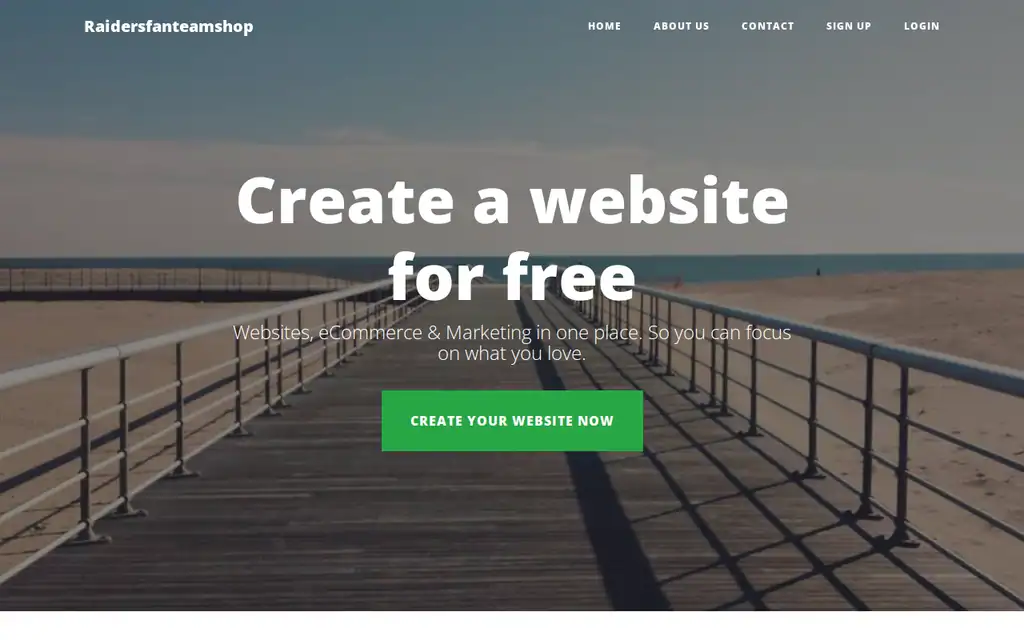 Raidersfanteamshop
HOME ABOUT US CONTACT SIGN UP LOGIN
Create a website
for free
Websites, eCommerce & Marketing in one place. So you can focus
on what you love.
CREATE YOUR WEBSITE NOW